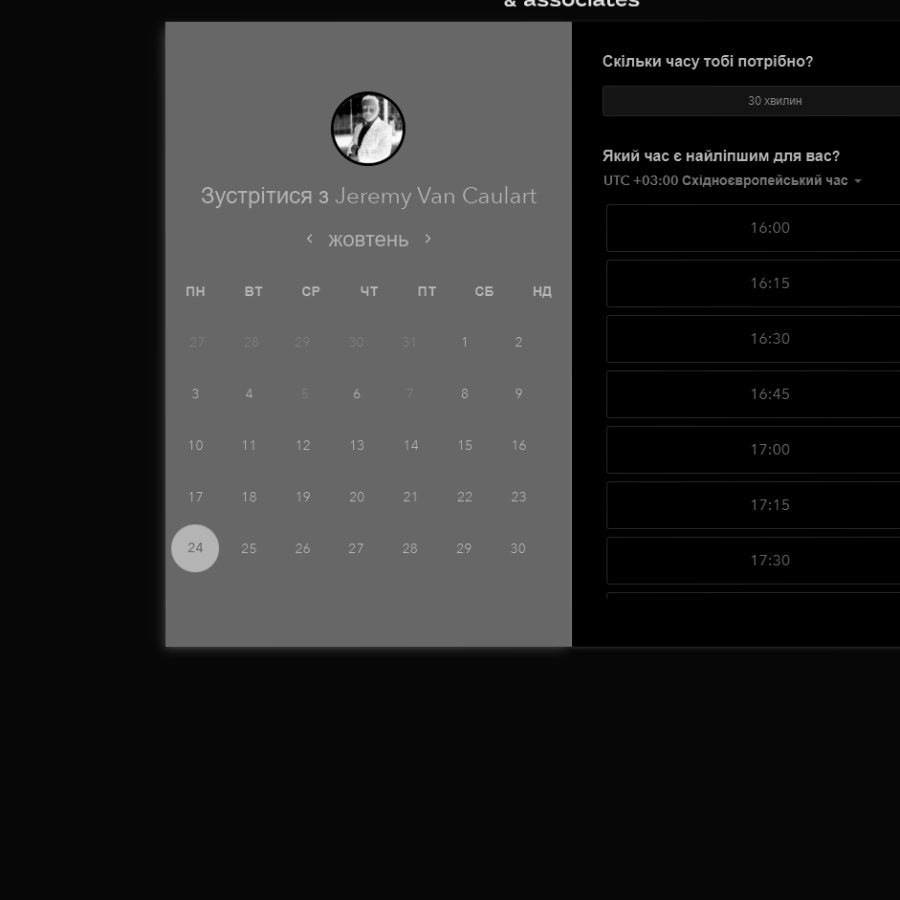 & associates
Зустрітися з Jeremy Van Caulart
жовтень
ПН ВТ СР ЧТ ПТ СБ НД
27 28 29 30 31 1 2
3 4 5 6 7 8 9
10 11 12 13 14 15 16
17 18 19 20 21 22 23
24 25 26 27 28 29 30
Скільки часу тобі потрібно?
30 хвилин
Який час є найліпшим для вас?
UTC +03:00 Східноєвропейський час
16:00
16:15
16:30
16:45
17:00
17:15
17:30